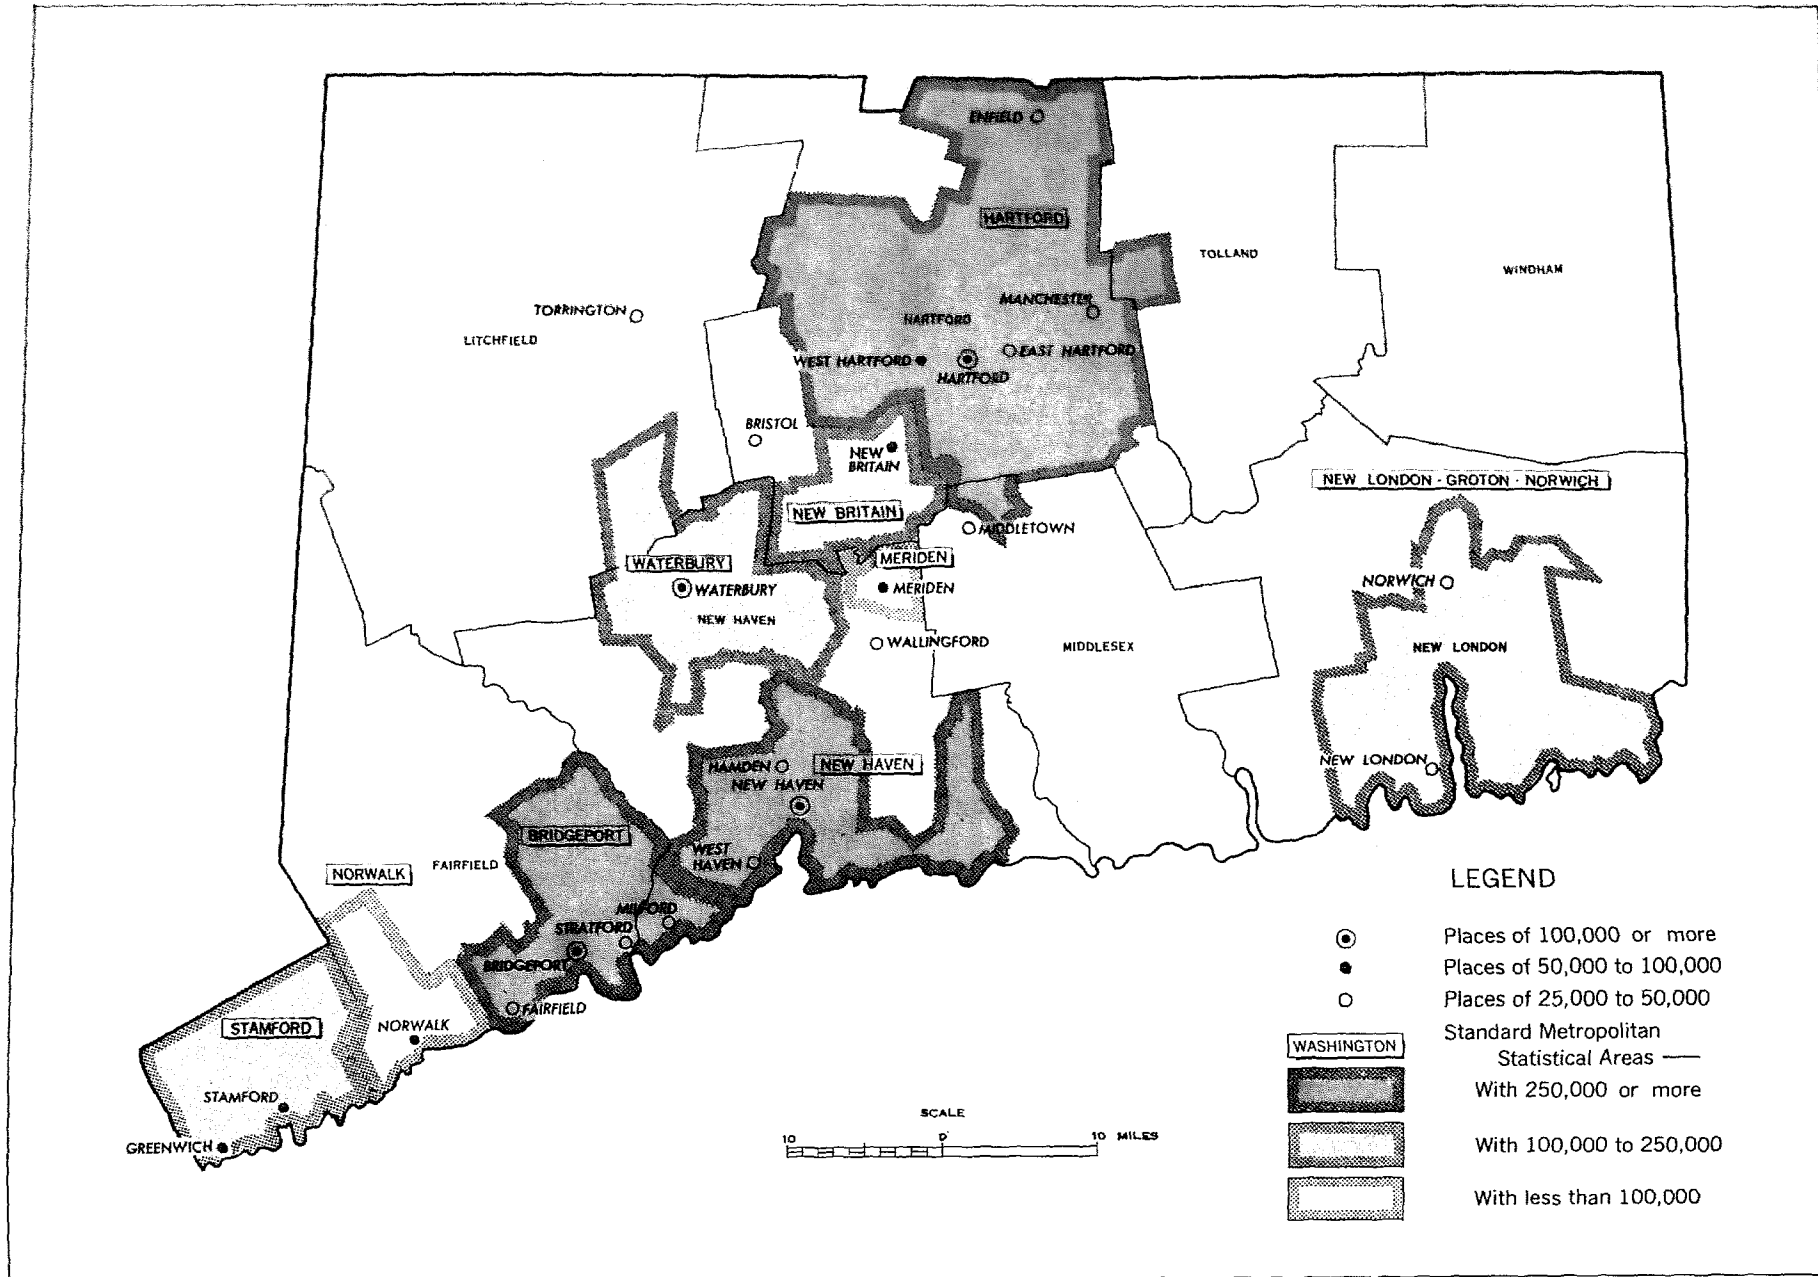 ENFIELD
HARTFORD
TOLLAND
WINDHAM
MANCHESTER
TORRINGTON
HARTFORD
LITCHFIELD
WEST HARTFORD
EAST HARTFORD
HARTFORD
BRISTOL
NEW
BRITAIN
NEW LONDON · GROTON · NORWICH
NEW BRITAIN
MIDDLETOWN
WATERBURY
MERIDEN
WATERBURY
MERIDEN
NORWICH
NEW HAVEN
WALLINGFORD
MIDDLESEX
NEW LONDON
HAMDEN
NEW HAVEN
NEW HAVEN
NEW LONDON
BRIDGEPORT
WEST
HAVEN
FAIRFIELD
NORWALK
MILFORD
STRATFORD
BRIDGEPORT
FAIRFIELD
STAMFORD
NORWALK
STAMFORD
GREENWICH
LEGEND
Places of 100,000 or more
Places of 50,000 to 100,000
Places of 25,000 to 50,000
Standard Metropolitan
WASHINGTON
Statistical Areas —
With 250,000 or more
With 100,000 to 250,000
With less than 100,000
SCALE
10 0 10 MILES